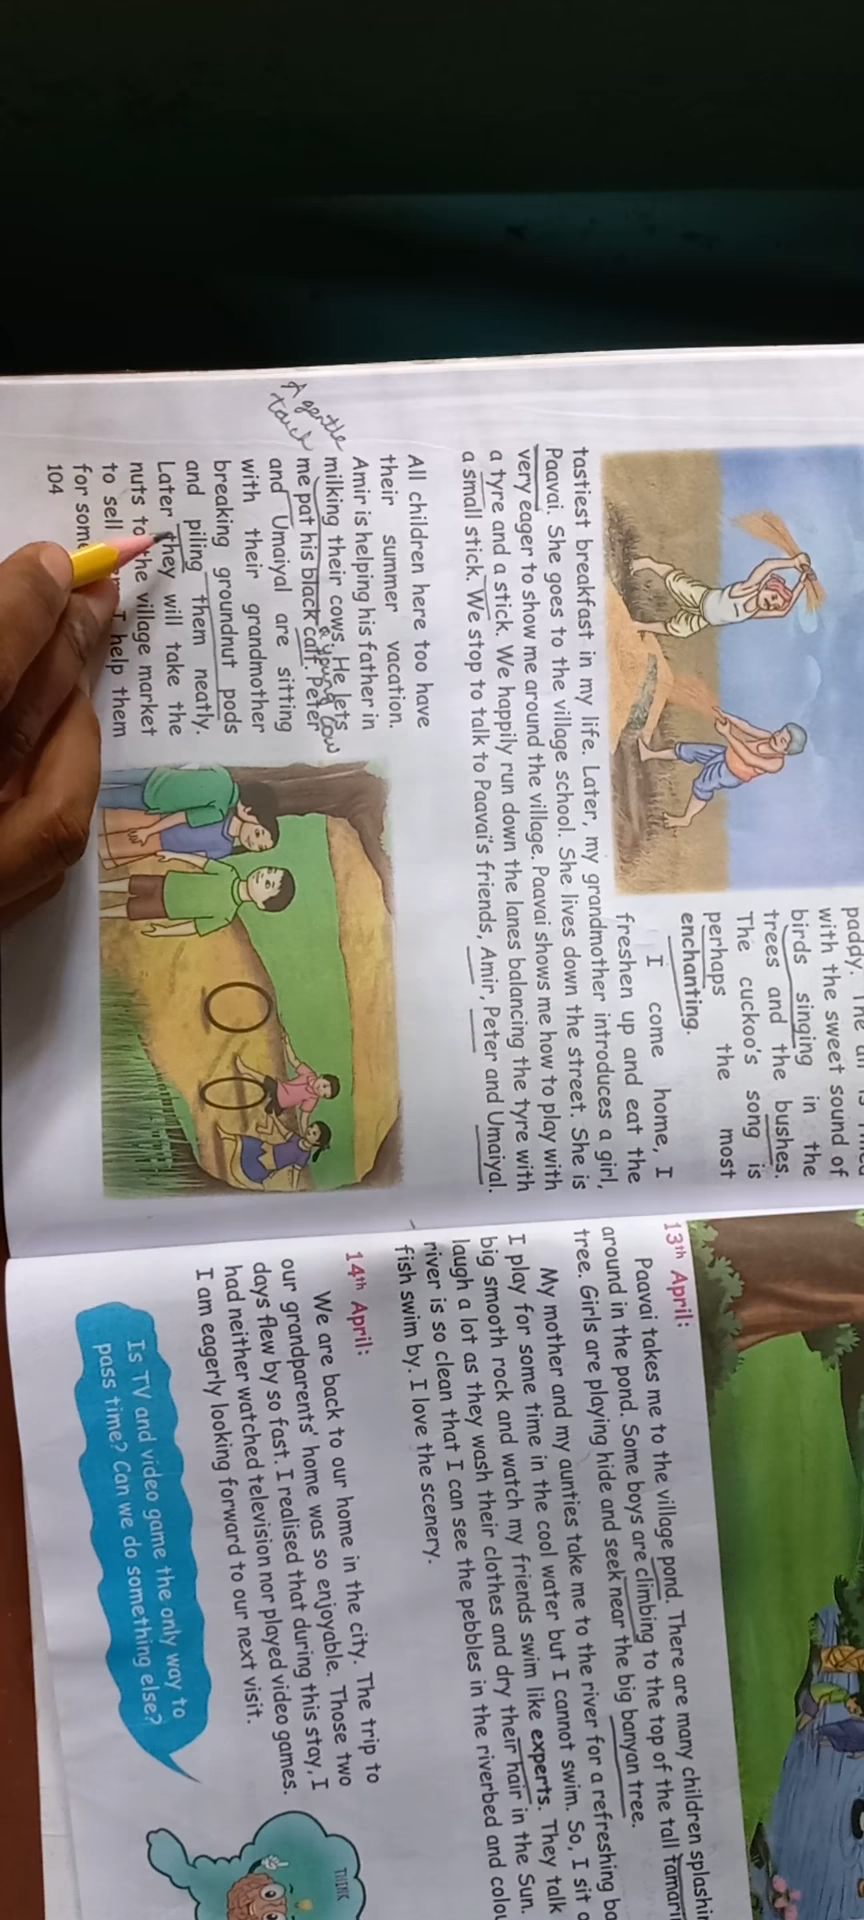 paddy.
with the sweet sound of
birds singing in the
trees and the bushes.
The cuckoo's song is
perhaps the most
enchanting.
I come home, I
freshen up and eat the
tastiest breakfast in my life. Later, my grandmother introduces a girl,
Paavai. She goes to the village school. She lives down the street. She is
very eager to show me around the village. Paavai shows me how to play with
a tyre and a stick. We happily run down the lanes balancing the tyre with
a small stick. We stop to talk to Paavai's friends, Amir, Peter and Umaiyal.
All children here too have
their summer vacation.
Amir is helping his father in
milking their cows. He lets
A gentle
touch
a young cow
me pat his black calf. Peter
and Umaiyal are sitting
with their grandmother
breaking groundnut pods
and piling them neatly.
Later they will take the
nuts to the village market
to sell I help them
for some
104
13th April:
Paavai takes me to the village pond. There are many children
around in the pond. Some boys are climbing to the top of the tall
tree. Girls are playing hide and seek near the big banyan tree.
My mother and my aunties take me to the river for a refreshing
I play for some time in the cool water but I cannot swim. So, I sit
big smooth rock and watch my friends swim like experts. They talk
laugh a lot as they wash their clothes and dry their hair in the Sun.
river is so clean that I can see the pebbles in the riverbed and
fish swim by. I love the scenery.
14th April:
We are back to our home in the city. The trip to
our grandparents' home was so enjoyable. Those two
days flew by so fast. I realised that during this stay, I
had neither watched television nor played video games.
I am eagerly looking forward to our next visit.
Is TV and video game the only way to
pass time? Can we do something else?
THINK